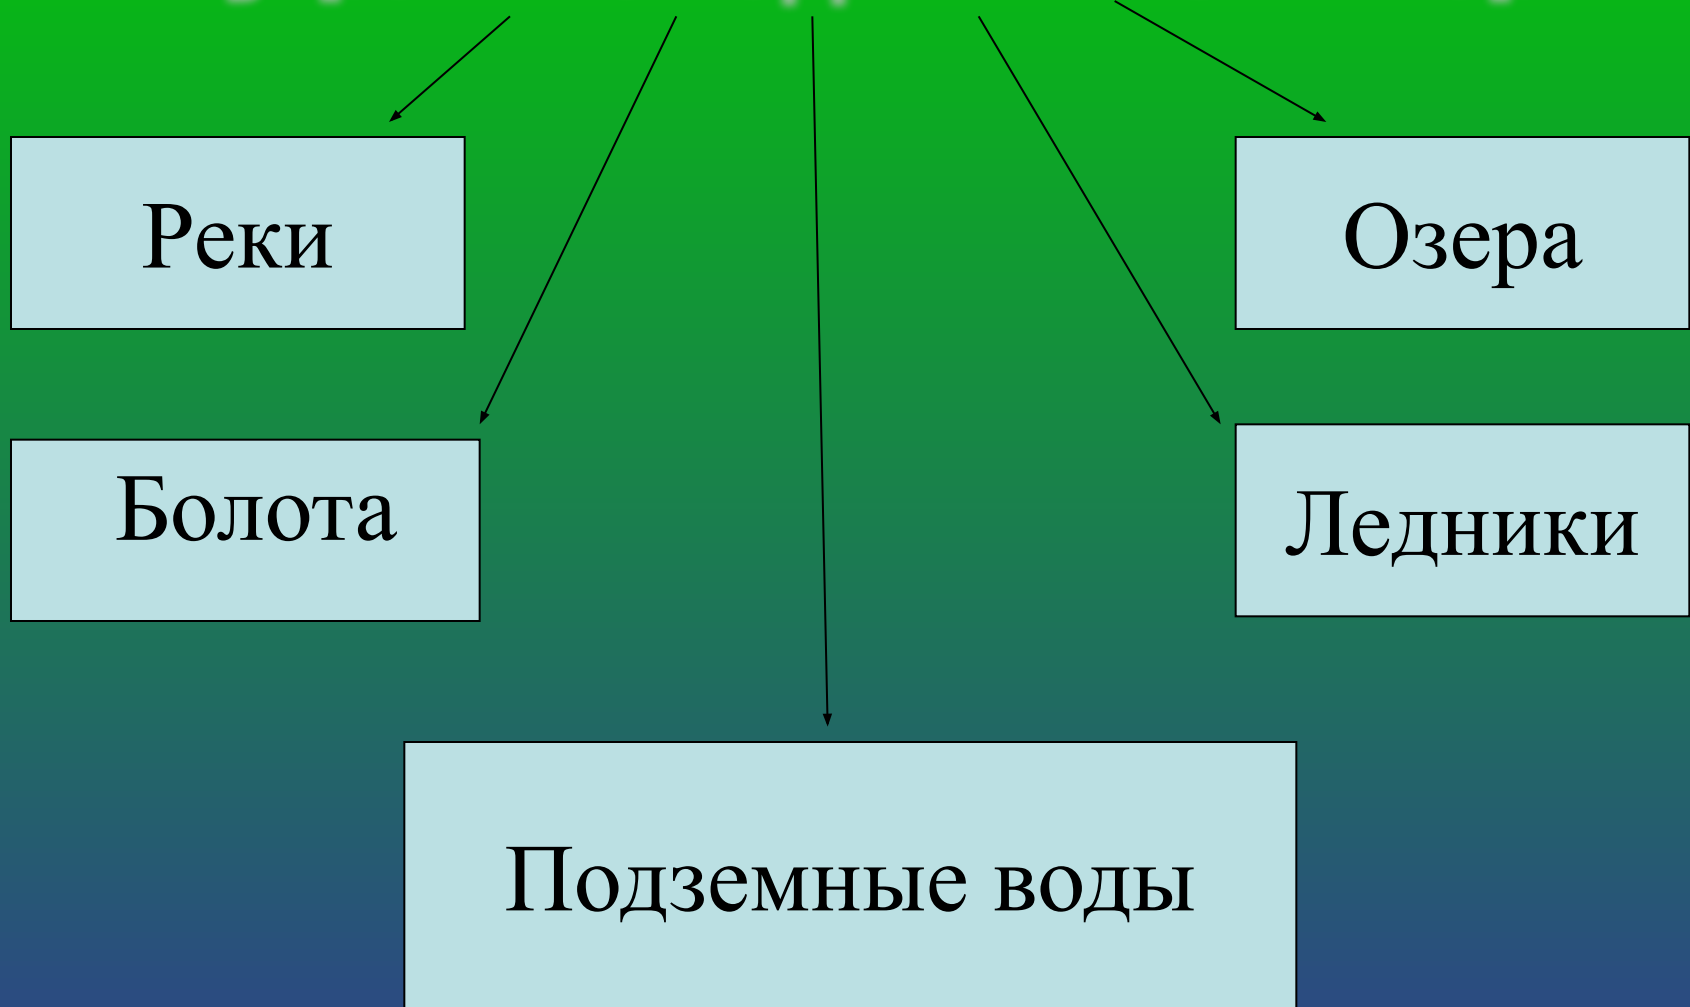 Реки
Озера
Болота
Ледники
Подземные воды